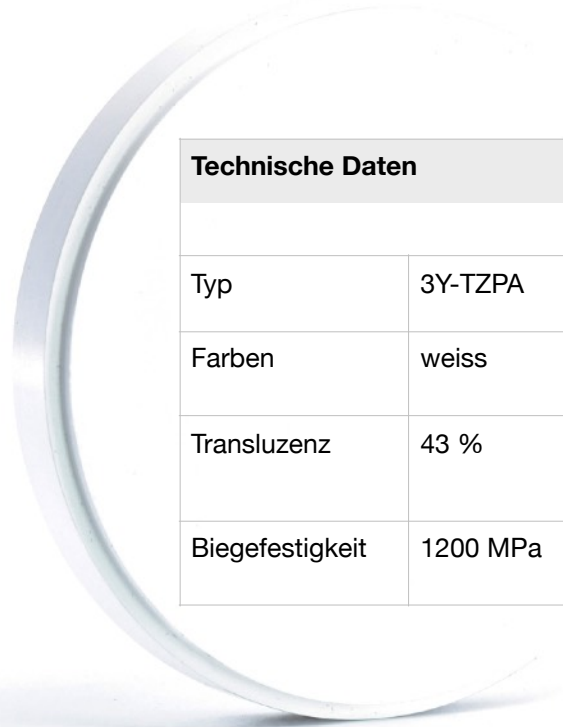 Technische Daten
Typ 3Y-TZPA
Farben weiss
Transluzenz 43 %
Biegefestigkeit 1200 MPa